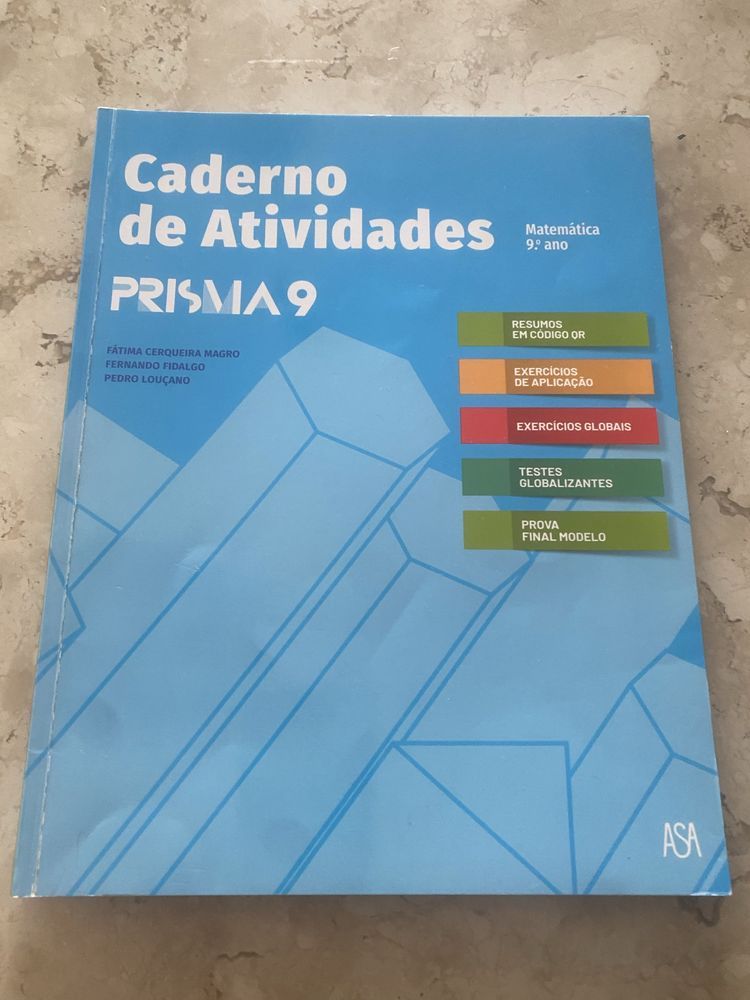 Caderno
de Atividades
Matemática
9.º ano
PRISMA 9
FÁTIMA CERQUEIRA MAGRO
FERNANDO FIDALGO
PEDRO LOUÇANO
RESUMOS
EM CÓDIGO QR
EXERCÍCIOS
DE APLICAÇÃO
EXERCÍCIOS GLOBAIS
TESTES
GLOBALIZANTES
PROVA
FINAL MODELO
ASA